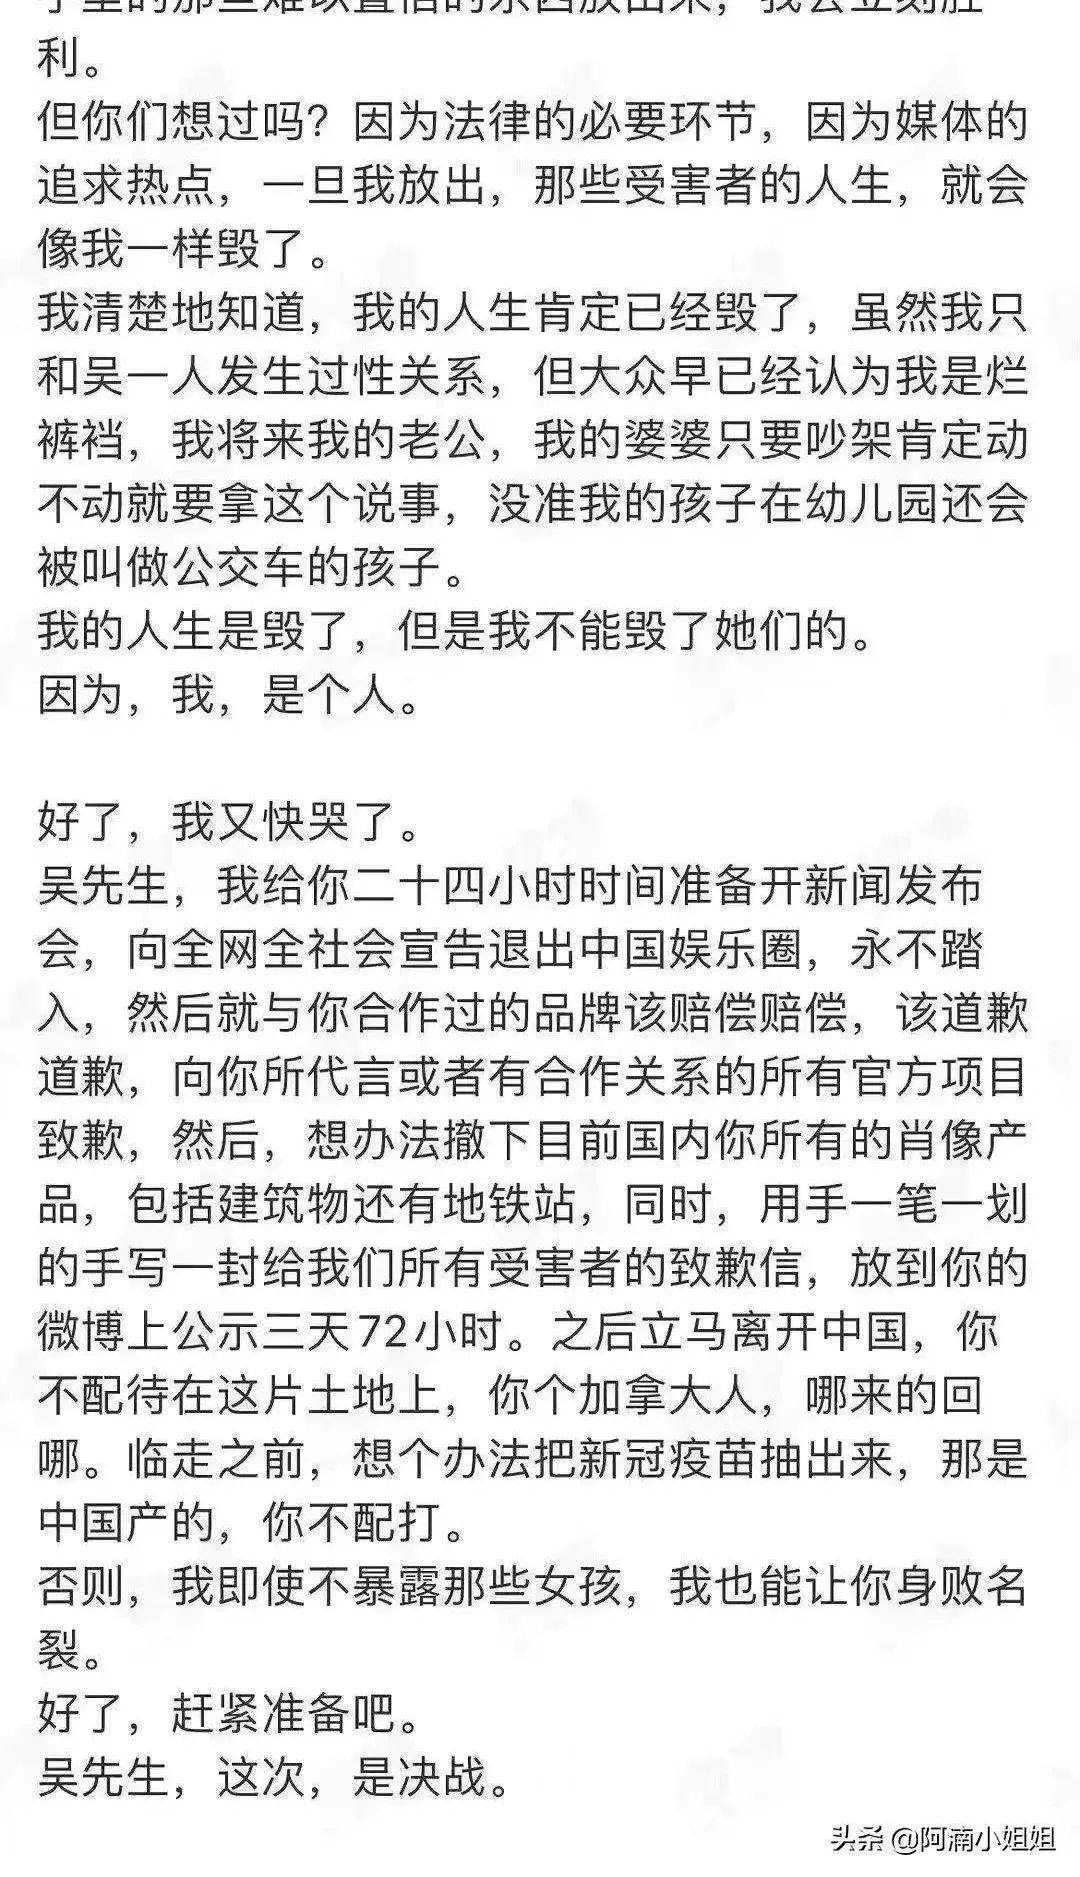 手里的那些难以置信的东西放出来，我会立刻胜
利。
但你们想过吗？因为法律的必要环节，因为媒体的
追求热点，一旦我放出，那些受害者的人生，就会
像我一样毁了。
我清楚地知道，我的人生肯定已经毁了，虽然我只
和吴一人发生过性关系，但大众早已经认为我是烂
裤裆，我将来我的老公，我的婆婆只要吵架肯定动
不动就要拿这个说事，没准我的孩子在幼儿园还会
被叫做公交车的孩子。
我的人生是毁了，但是我不能毁了她们的。
因为，我，是个人。
好了，我又快哭了。
吴先生，我给你二十四小时时间准备开新闻发布
会，向全网全社会宣告退出中国娱乐圈，永不踏
入，然后就与你合作过的品牌该赔偿赔偿，该道歉
道歉，向你所代言或者有合作关系的所有官方项目
致歉，然后，想办法撤下目前国内你所有的肖像产
品，包括建筑物还有地铁站，同时，用手一笔一划
的手写一封给我们所有受害者的致歉信，放到你的
微博上公示三天72小时。之后立马离开中国，你
不配待在这片土地上，你个加拿大人，哪来的回
哪。临走之前，想个办法把新冠疫苗抽出来，那是
中国产的，你不配打。
否则，我即使不暴露那些女孩，我也能让你身败名
裂。
好了，赶紧准备吧。
吴先生，这次，是决战。
头条 @阿湳小姐姐